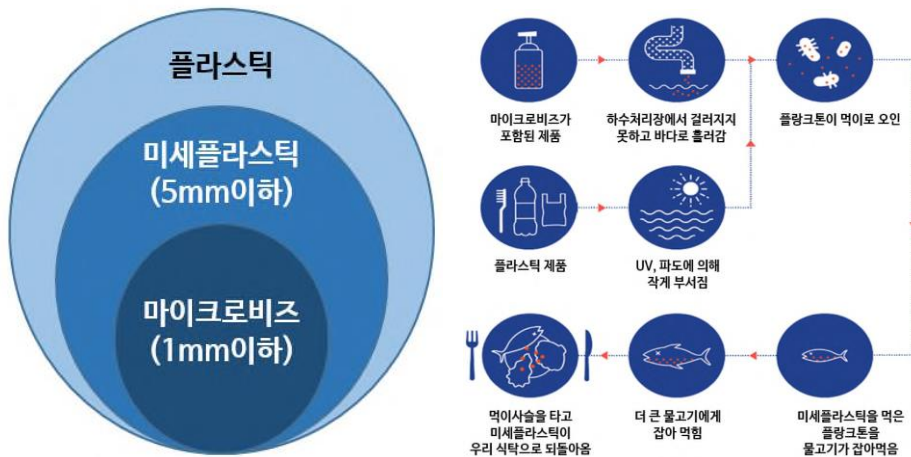 플라스틱
미세플라스틱
(5mm이하)
마이크로비즈
(1mm이하)
마이크로비즈가
포함된 제품
하수처리장에서 걸러지지
못하고 바다로 흘러감
플랑크톤이 먹이로 오인
플라스틱 제품
UV, 파도에 의해
작게 부서짐
먹이사슬을 타고
미세플라스틱이
우리 식탁으로 되돌아옴
더 큰 물고기에게
잡아 먹힘
미세플라스틱을 먹은
플랑크톤을
물고기가 잡아먹음